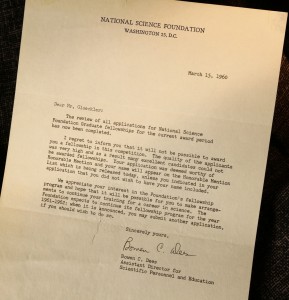 NATIONAL SCIENCE FOUNDATION
WASHINGTON 25, D.C.
March 15, 1960
Dear Mr.
The review of all applications for National Science
Foundation Graduate fellowships for the current award period
has now been completed.
I regret to inform you that it will not be possible to award
you a fellowship in this competition. The quality of the applicants
was very high and as a result many excellent candidates could not
be awarded fellowships. Your application was deemed worthy of
Honorable Mention and your name will appear on the Honorable Mention
List which is being released today, unless you indicated in your
application that you did not wish to have your name included.
We appreciate your interest in the Foundation's fellowship
program and hope that it will be possible for you to make arrange-
ments to continue your training for a career in science. The
Foundation expects to continue its fellowship program for the year
1961-1962; when it is announced, you may submit another application,
if you should wish to do so.
Sincerely yours,
Bowen C. Dees
Bowen C. Dees
Assistant Director for
Scientific Personnel and Education